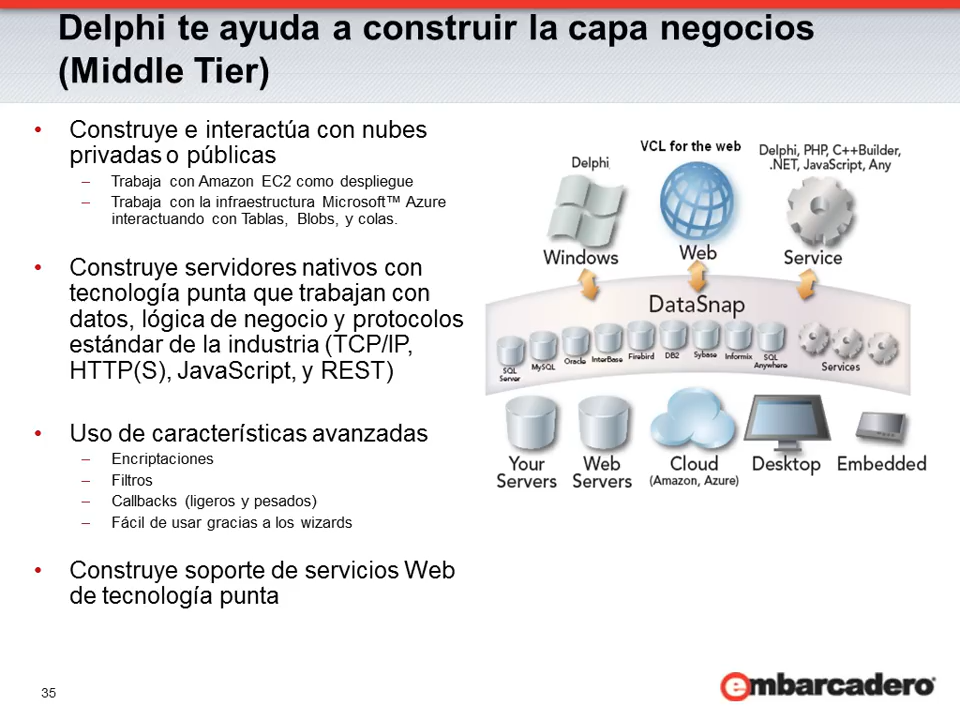 Delphi te ayuda a construir la capa negocios
(Middle Tier)
• Construye e interactúa con nubes
privadas o públicas
– Trabaja con Amazon EC2 como despliegue
– Trabaja con la infraestructura Microsoft™ Azure
interactuando con Tablas, Blobs, y colas.
• Construye servidores nativos con
tecnología punta que trabajan con
datos, lógica de negocio y protocolos
estándar de la industria (TCP/IP,
HTTP(S), JavaScript, y REST)
• Uso de características avanzadas
– Encriptaciones
– Filtros
– Callbacks (ligeros y pesados)
– Fácil de usar gracias a los wizards
• Construye soporte de servicios Web
de tecnología punta
Delphi
VCL for the web
Delphi, PHP, C++Builder,
.NET, JavaScript, Any
Windows
Web
Service
DataSnap
SQL
Server
MySQL
Oracle
InterBase
Firebird
DB2
Sybase
Informix
SQL
Anywhere
Services
Your
Servers
Web
Servers
Cloud
(Amazon, Azure)
Desktop
Embedded
35
embarcadero®